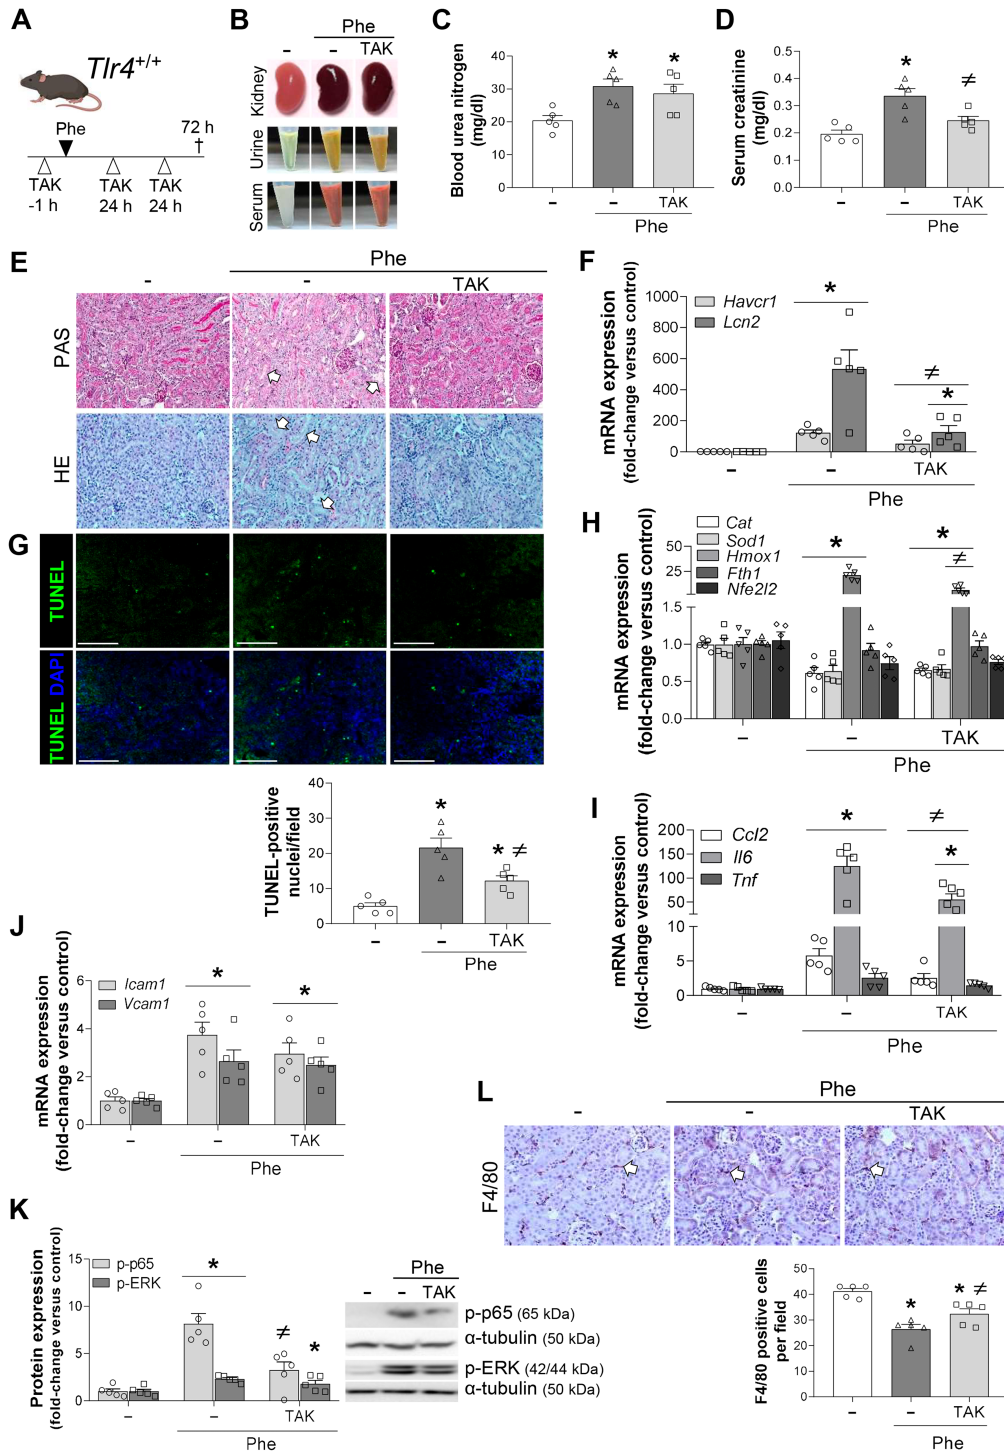 A
Tlr4+/+
Phe
72 h
†
TAK TAK TAK
-1 h 24 h 24 h
B
Phe
- - TAK
Kidney
Urine
Serum
C
Blood urea nitrogen
(mg/dl)
40
30
20
10
0
* *
- - TAK
Phe
D
Serum creatinine
(mg/dl)
0.5
0.4
0.3
0.2
0.1
0.0
* ≠
- - TAK
Phe
E
Phe
- - TAK
PAS
HE
F
mRNA expression
(fold-change versus control)
1000
800
600
400
200
0
Havcr1
Lcn2
*
≠
*
- - TAK
Phe
G
TUNEL
TUNEL DAPI
TUNEL-positive
nuclei/field
40
30
20
10
0
*
* ≠
- - TAK
Phe
H
mRNA expression
(fold-change versus control)
50
25
1.5
1.0
0.5
0.0
Cat
Sod1
Hmox1
Fth1
Nfe2l2
* *
≠
- - TAK
Phe
I
mRNA expression
(fold-change versus control)
200
150
100
50
10
5
0
Ccl2
Il6
Tnf
* ≠
*
- - TAK
Phe
J
mRNA expression
(fold-change versus control)
6
4
2
0
Icam1
Vcam1
* *
- - TAK
Phe
K
Protein expression
(fold-change versus control)
15
10
5
0
p-p65
p-ERK
*
≠
*
- - TAK
Phe
Phe
- - TAK
p-p65 (65 kDa)
α-tubulin (50 kDa)
p-ERK (42/44 kDa)
α-tubulin (50 kDa)
L
Phe
- - TAK
F4/80
F4/80 positive cells
per field
50
40
30
20
10
0
*
* ≠
- - TAK
Phe